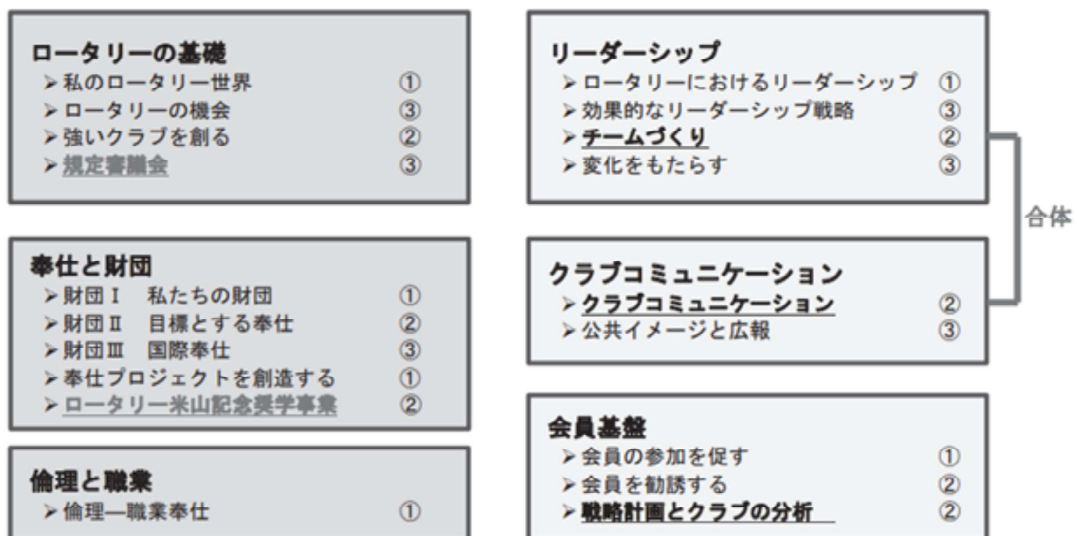 ロータリーの基礎
➢私のロータリー世界 ①
➢ロータリーの機会 ③
➢強いクラブを創る ②
➢規定審議会 ③
奉仕と財団
➢財団Ⅰ　私たちの財団 ①
➢財団Ⅱ　目標とする奉仕 ②
➢財団Ⅲ　国際奉仕 ③
➢奉仕プロジェクトを創造する ①
➢ロータリー米山記念奨学事業 ②
倫理と職業
➢倫理―職業奉仕 ①
リーダーシップ
➢ロータリーにおけるリーダーシップ ①
➢効果的なリーダーシップ戦略 ③
➢チームづくり ②
➢変化をもたらす ③
合体
クラブコミュニケーション
➢クラブコミュニケーション ②
➢公共イメージと広報 ③
会員基盤
➢会員の参加を促す ①
➢会員を勧誘する ②
➢戦略計画とクラブの分析 ②